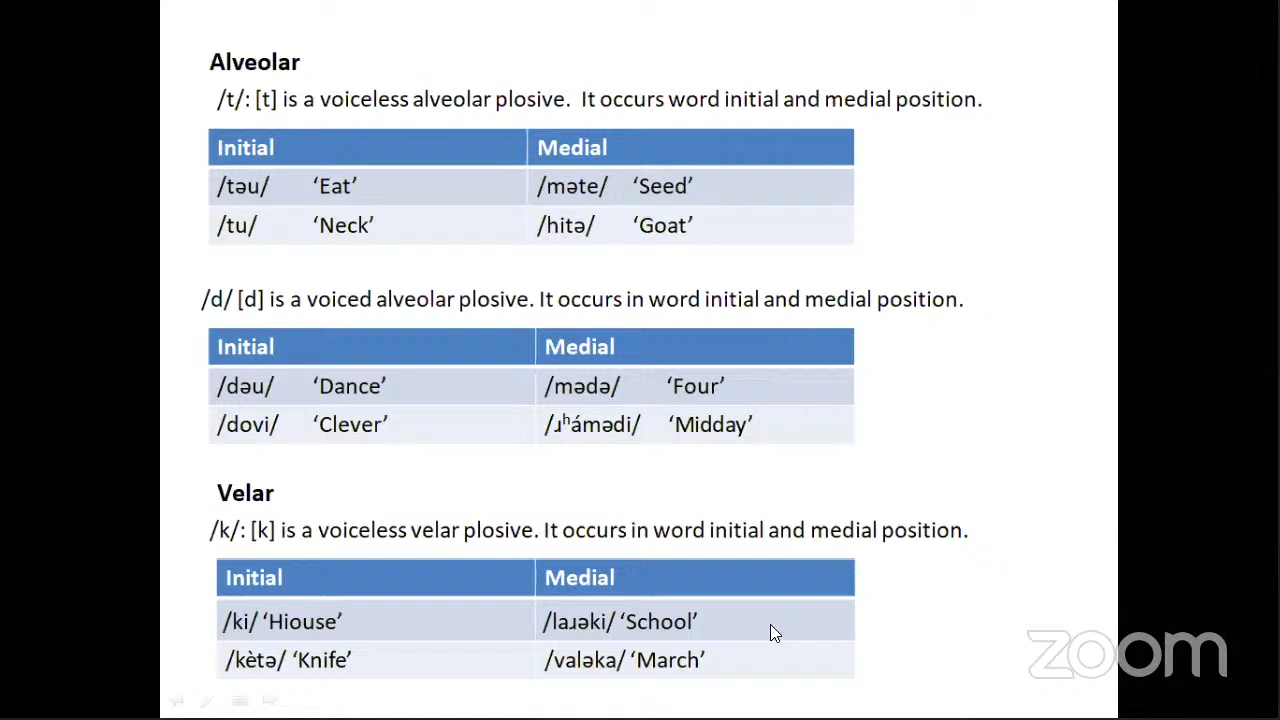 Alveolar
/t/: [t] is a voiceless alveolar plosive. It occurs word initial and medial position.
Initial Medial
/təu/ ‘Eat’ /məte/ ‘Seed’
/tu/ ‘Neck’ /hitə/ ‘Goat’
/d/ [d] is a voiced alveolar plosive. It occurs in word initial and medial position.
Initial Medial
/dəu/ ‘Dance’ /mədə/ ‘Four’
/dovi/ ‘Clever’ /ɹʰámədi/ ‘Midday’
Velar
/k/: [k] is a voiceless velar plosive. It occurs in word initial and medial position.
Initial Medial
/ki/ ‘Hiouse’ /laɹəki/ ‘School’
/kètə/ ‘Knife’ /valəka/ ‘March’
zoom